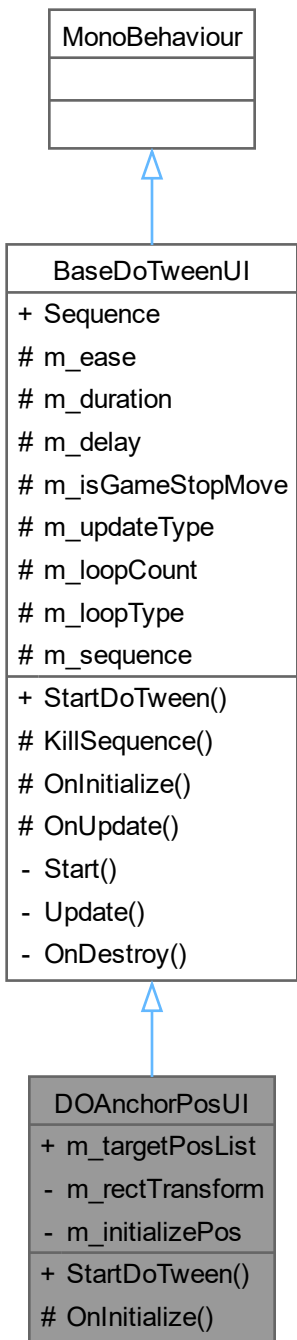 MonoBehaviour
BaseDoTweenUI
+ Sequence
# m_ease
# m_duration
# m_delay
# m_isGameStopMove
# m_updateType
# m_loopCount
# m_loopType
# m_sequence
+ StartDoTween()
# KillSequence()
# OnInitialize()
# OnUpdate()
- Start()
- Update()
- OnDestroy()
DOAnchorPosUI
+ m_targetPosList
- m_rectTransform
- m_initializePos
+ StartDoTween()
# OnInitialize()